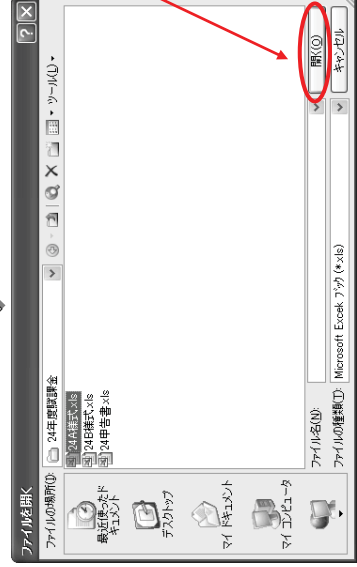 ファイルを開く
ファイルの場所(I):
24年度賦課金
ツール(L)
24A様式.xls
24B様式.xls
24申告書.xls
最近使ったド
キュメント
デスクトップ
マイ ドキュメント
マイ コンピュータ
ファイル名(N):
開く(O)
ファイルの種類(T):
Microsoft Excek ブック (*.xls)
キャンセル